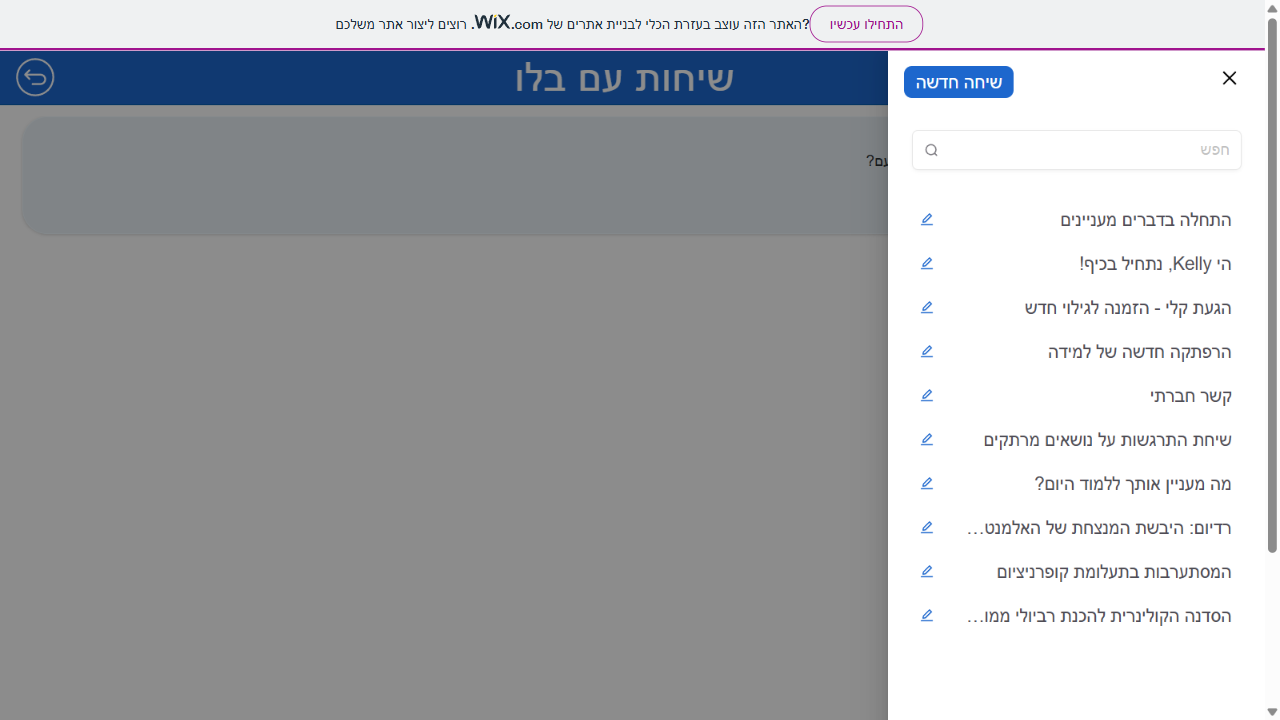 האתר הזה עוצב בעזרת הכלי לבניית אתרים של WiX.com. רוצים ליצור אתר משלכם?
התחילו עכשיו
שיחות עם בלו
שיחה חדשה
חפש
התחלה בדברים מעניינים
היי Kelly, נתחיל בכיף!
הגעת קלי - הזמנה לגילוי חדש
הרפתקה חדשה של למידה
קשר חברתי
שיחת התרגשות על נושאים מרתקים
מה מעניין אותך ללמוד היום?
רדיום: היבשת המנצחת של האלמנט...
המסתערבות בתעלומת קופרניציום
הסדנה הקולינרית להכנת רביולי ממו...
עם?